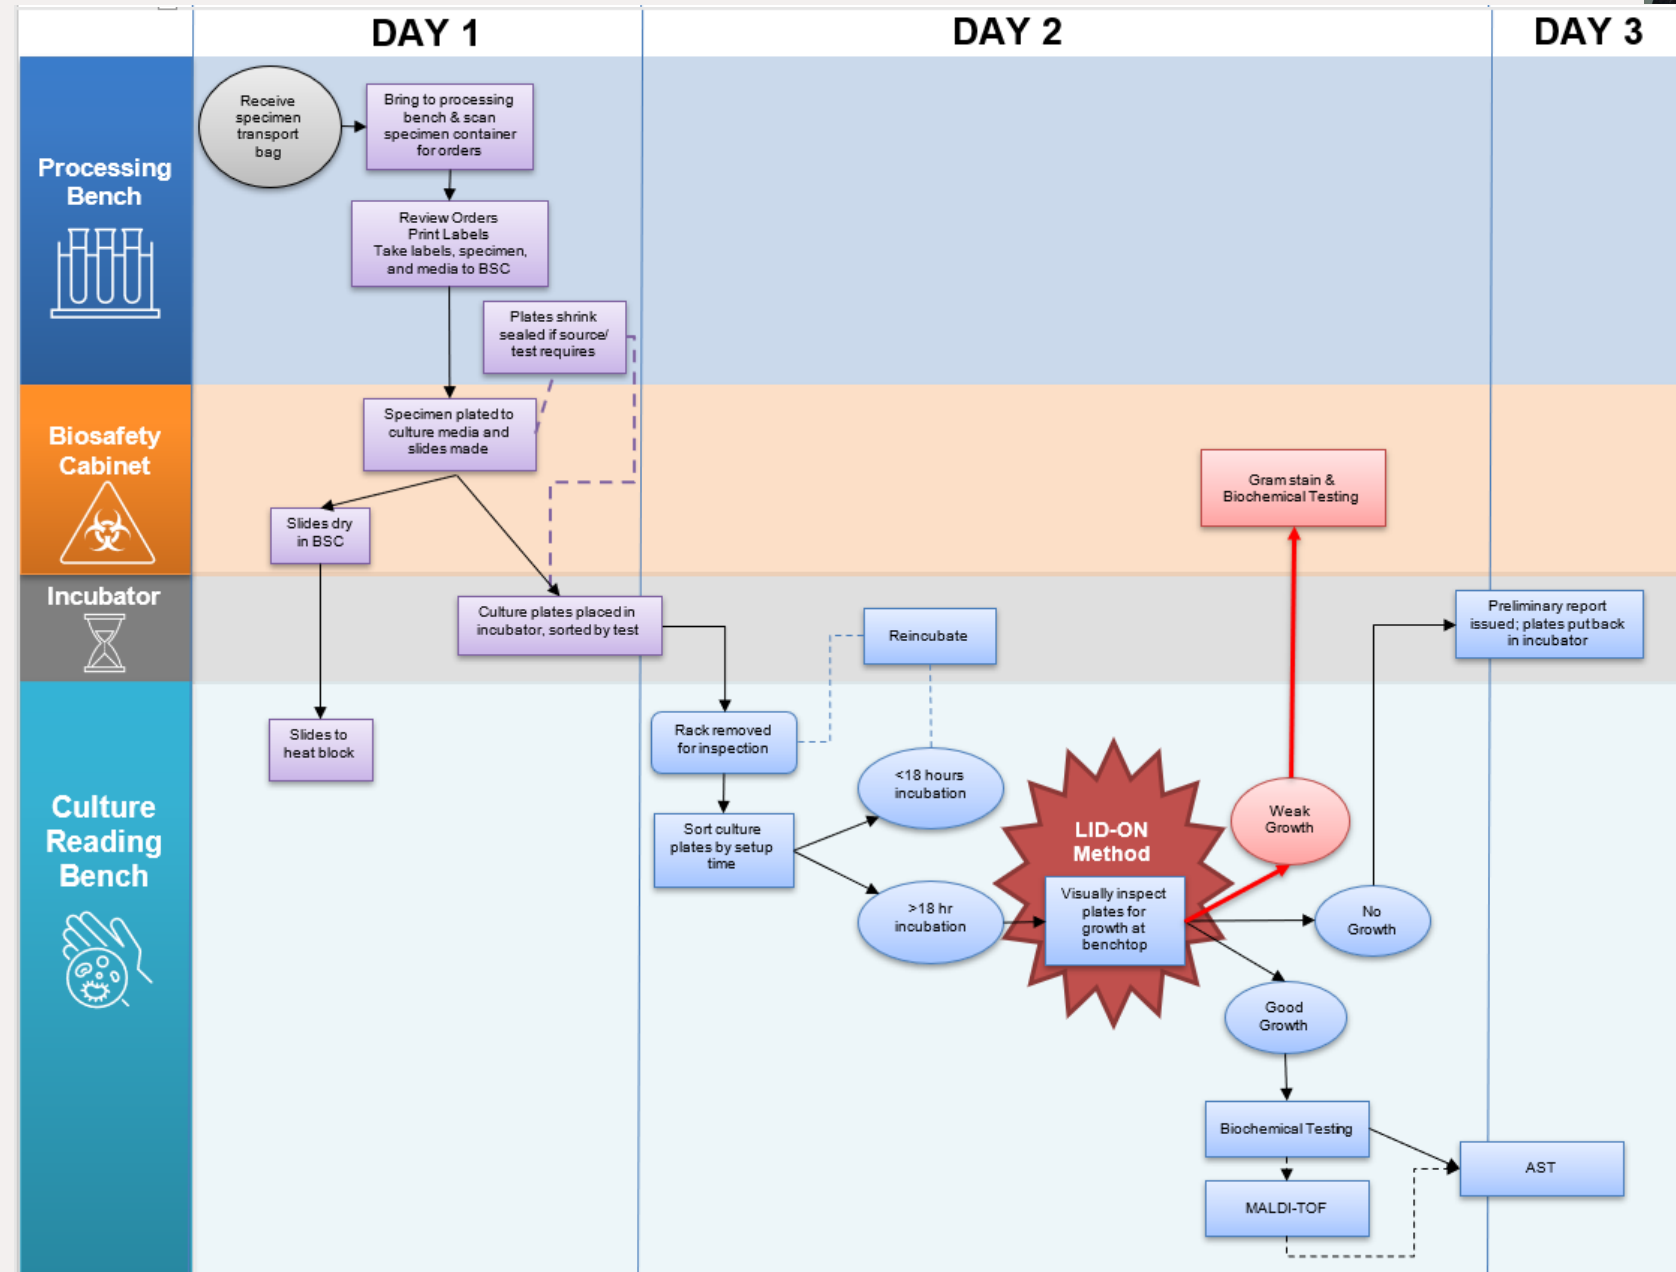 DAY 1
DAY 2
DAY 3
Processing
Bench
Receive
specimen
transport
bag
Bring to processing
bench & scan
specimen container
for orders
Review Orders
Print Labels
Take labels, specimen,
and media to BSC
Plates shrink
sealed if source/
test requires
Biosafety
Cabinet
Specimen plated to
culture media and
slides made
Slides dry
in BSC
Gram stain &
Biochemical Testing
Incubator
Culture plates placed in
incubator, sorted by test
Reincubate
Preliminary report
issued; plates put back
in incubator
Culture
Reading
Bench
Slides to
heat block
Rack removed
for inspection
Sort culture
plates by setup
time
<18 hours
incubation
>18 hr
incubation
LID-ON
Method
Visually inspect
plates for
growth at
benchtop
Weak
Growth
No
Growth
Good
Growth
Biochemical Testing
MALDI-TOF
AST